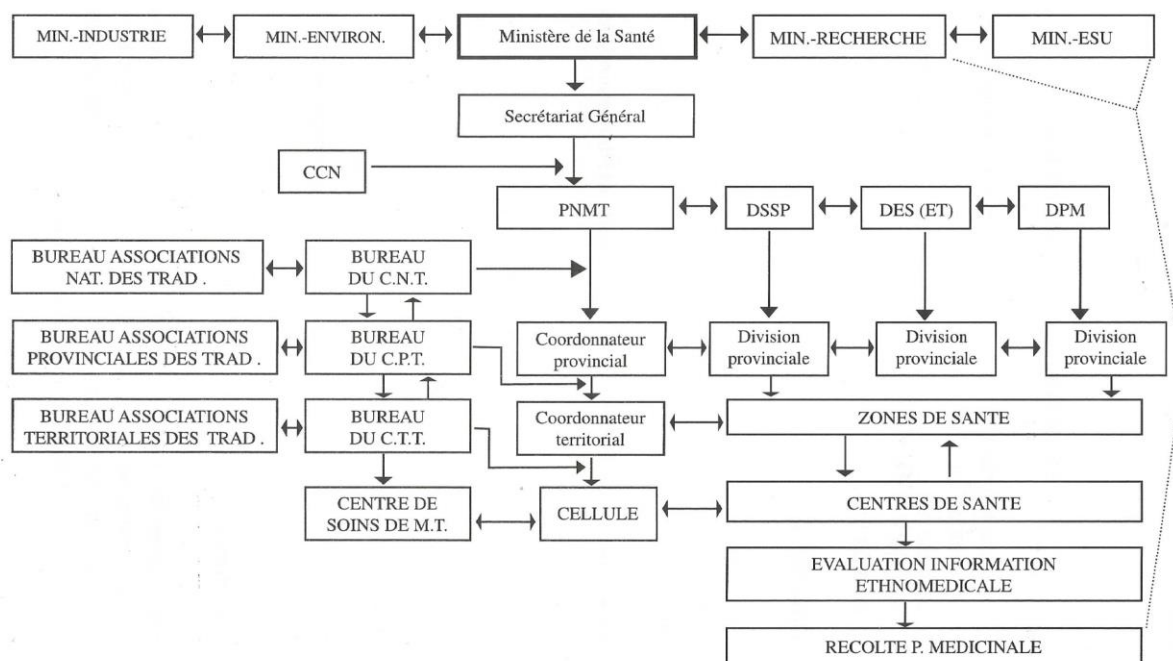 MIN.-INDUSTRIE
MIN.-ENVIRON.
Ministère de la Santé
MIN.-RECHERCHE
MIN.-ESU
Secrétariat Général
CCN
PNMT
DSSP
DES (ET)
DPM
BUREAU ASSOCIATIONS
NAT. DES TRAD .
BUREAU
DU C.N.T.
BUREAU ASSOCIATIONS
PROVINCIALES DES TRAD .
BUREAU
DU C.P.T.
Coordonnateur
provincial
Division
provinciale
Division
provinciale
Division
provinciale
BUREAU ASSOCIATIONS
TERRITORIALES DES TRAD .
BUREAU
DU C.T.T.
Coordonnateur
territorial
ZONES DE SANTE
CENTRE DE
SOINS DE M.T.
CELLULE
CENTRES DE SANTE
EVALUATION INFORMATION
ETHNOMEDICALE
RECOLTE P. MEDICINALE